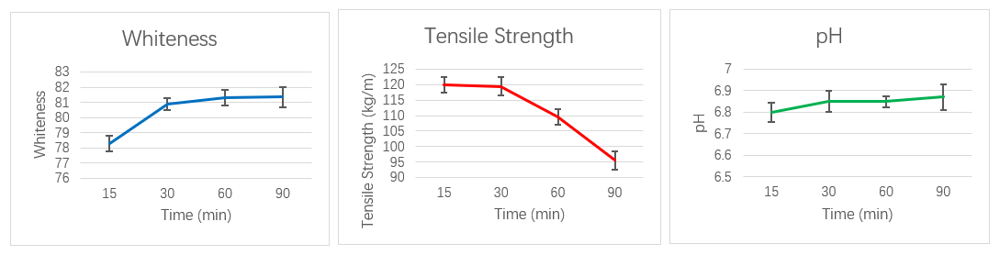 Whiteness
Whiteness
83
82
81
80
79
78
77
76
15 30 60 90
Time (min)
Tensile Strength
Tensile Strength (kg/m)
125
120
115
110
105
100
95
90
15 30 60 90
Time (min)
pH
pH
7
6.9
6.8
6.7
6.6
6.5
15 30 60 90
Time (min)